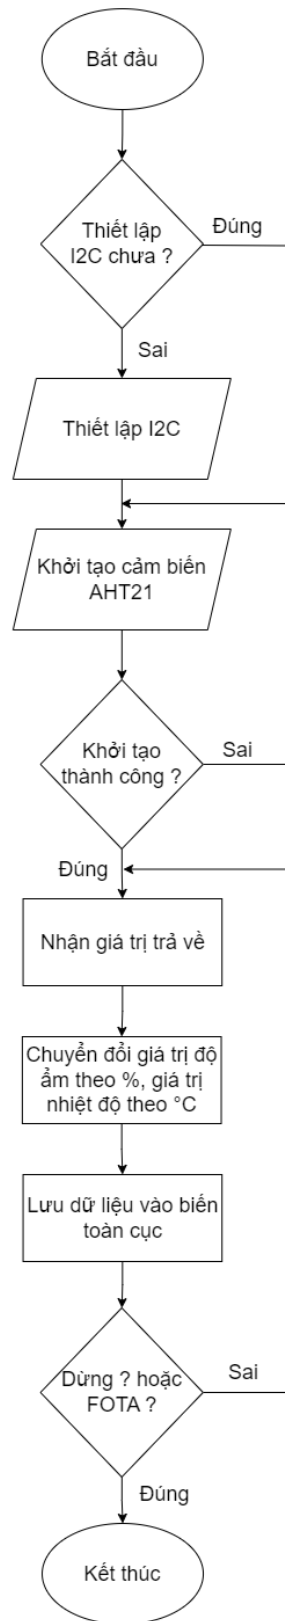 Bắt đầu
Thiết lập
I2C chưa ?
Đúng
Sai
Thiết lập I2C
Khởi tạo cảm biến
AHT21
Khởi tạo
thành công ?
Sai
Đúng
Nhận giá trị trả về
Chuyển đổi giá trị độ
ẩm theo %, giá trị
nhiệt độ theo °C
Lưu dữ liệu vào biến
toàn cục
Dừng ? hoặc
FOTA ?
Sai
Đúng
Kết thúc